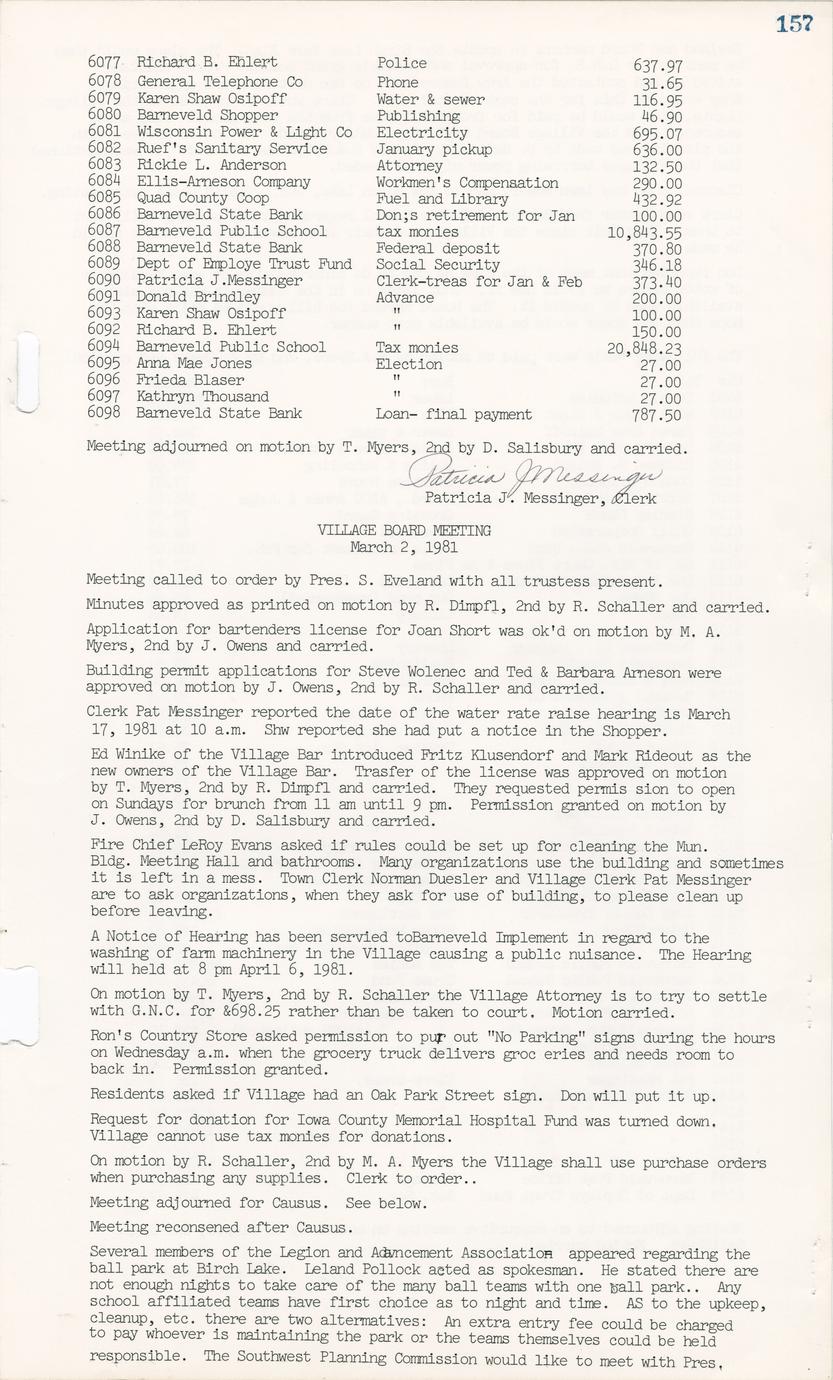 157
6077 Richard B. Ehlert Police 637.97
6078 General Telephone Co Phone 31.65
6079 Karen Shaw Osipoff Water & sewer 116.95
6080 Barneveld Shopper Publishing 46.90
6081 Wisconsin Power & Light Co Electricity 695.07
6082 Ruef's Sanitary Service January pickup 636.00
6083 Rickie L. Anderson Attorney 132.50
6084 Ellis-Arneson Company Workmen's Compensation 290.00
6085 Quad County Coop Fuel and Library 432.92
6086 Barneveld State Bank Don;s retirement for Jan 100.00
6087 Barneveld Public School tax monies 10,843.55
6088 Barneveld State Bank Federal deposit 370.80
6089 Dept of Employe Trust Fund Social Security 346.18
6090 Patricia J.Messinger Clerk-treas for Jan & Feb 373.40
6091 Donald Brindley Advance 200.00
6093 Karen Shaw Osipoff " 100.00
6092 Richard B. Ehlert " 150.00
6094 Barneveld Public School Tax monies 20,848.23
6095 Anna Mae Jones Election 27.00
6096 Frieda Blaser " 27.00
6097 Kathryn Thousand " 27.00
6098 Barneveld State Bank Loan- final payment 787.50
Meeting adjourned on motion by T. Myers, 2nd by D. Salisbury and carried.
Patricia J Messinger
Patricia J. Messinger, Clerk
VILLAGE BOARD MEETING
March 2, 1981
Meeting called to order by Pres. S. Eveland with all trustess present.
Minutes approved as printed on motion by R. Dimpfl, 2nd by R. Schaller and carried.
Application for bartenders license for Joan Short was ok'd on motion by M. A.
Myers, 2nd by J. Owens and carried.
Building permit applications for Steve Wolenec and Ted & Barbara Arneson were
approved on motion by J. Owens, 2nd by R. Schaller and carried.
Clerk Pat Messinger reported the date of the water rate raise hearing is March
17, 1981 at 10 a.m. Shw reported she had put a notice in the Shopper.
Ed Winike of the Village Bar introduced Fritz Klusendorf and Mark Rideout as the
new owners of the Village Bar. Trasfer of the license was approved on motion
by T. Myers, 2nd by R. Dimpfl and carried. They requested permis sion to open
on Sundays for brunch from 11 am until 9 pm. Permission granted on motion by
J. Owens, 2nd by D. Salisbury and carried.
Fire Chief LeRoy Evans asked if rules could be set up for cleaning the Mun.
Bldg. Meeting Hall and bathrooms. Many organizations use the building and sometimes
it is left in a mess. Town Clerk Norman Duesler and Village Clerk Pat Messinger
are to ask organizations, when they ask for use of building, to please clean up
before leaving.
A Notice of Hearing has been servied toBarneveld Implement in regard to the
washing of farm machinery in the Village causing a public nuisance. The Hearing
will held at 8 pm April 6, 1981.
On motion by T. Myers, 2nd by R. Schaller the Village Attorney is to try to settle
with G.N.C. for &698.25 rather than be taken to court. Motion carried.
Ron's Country Store asked permission to pur out "No Parking" signs during the hours
on Wednesday a.m. when the grocery truck delivers groc eries and needs room to
back in. Permission granted.
Residents asked if Village had an Oak Park Street sign. Don will put it up.
Request for donation for Iowa County Memorial Hospital Fund was turned down.
Village cannot use tax monies for donations.
On motion by R. Schaller, 2nd by M. A. Myers the Village shall use purchase orders
when purchasing any supplies. Clerk to order..
Meeting adjourned for Causus. See below.
Meeting reconsened after Causus.
Several members of the Legion and Advncement Association appeared regarding the
ball park at Birch Lake. Leland Pollock acted as spokesman. He stated there are
not enough nights to take care of the many ball teams with one ball park.. Any
school affiliated teams have first choice as to night and time. AS to the upkeep,
cleanup, etc. there are two altermatives: An extra entry fee could be charged
to pay whoever is maintaining the park or the teams themselves could be held
responsible. The Southwest Planning Commission would like to meet with Pres.